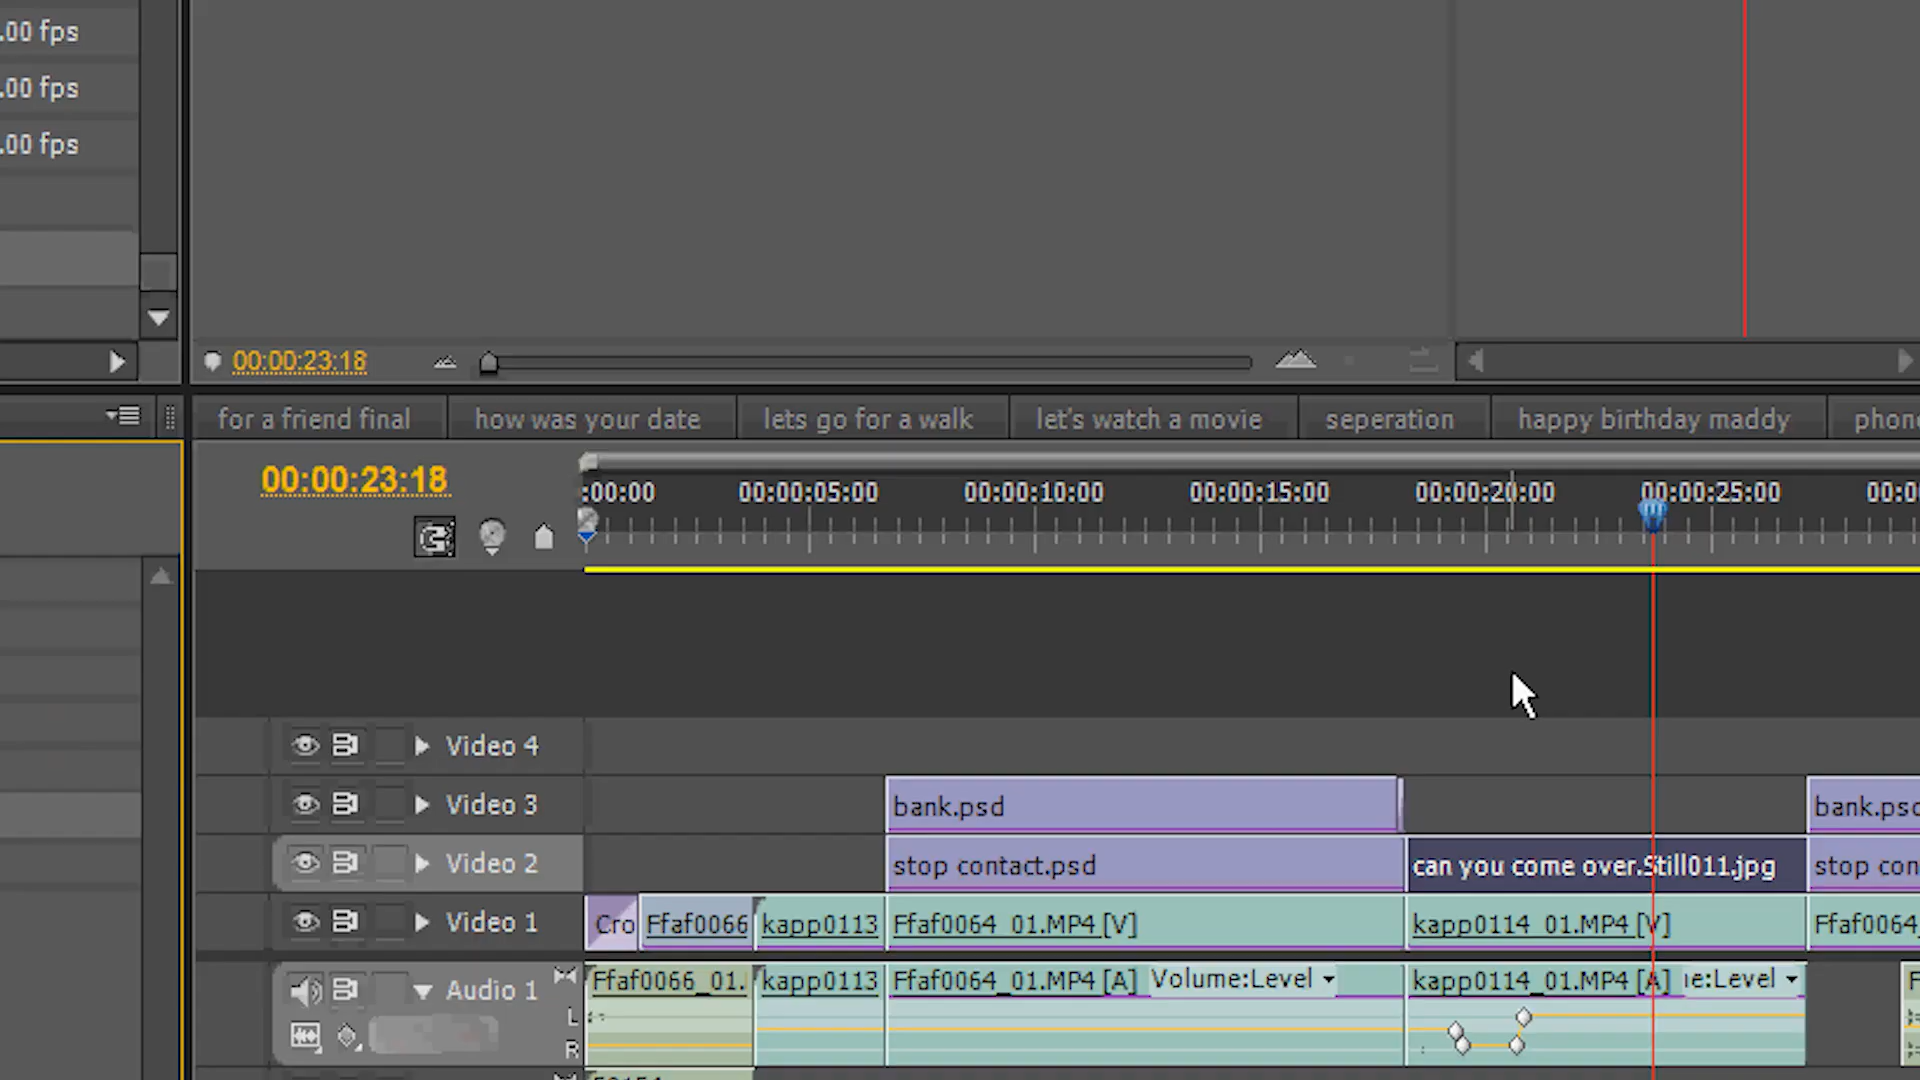 .00 fps
.00 fps
.00 fps
00:00:23:18
for a friend final how was your date lets go for a walk let's watch a movie seperation happy birthday maddy phon
00:00:23:18
:00:00 00:00:05:00 00:00:10:00 00:00:15:00 00:00:20:00 00:00:25:00 00:0
Video 4
Video 3 bank.psd bank.psd
Video 2 stop contact.psd can you come over.Still011.jpg stop con
Video 1 Cro Ffaf0066 kapp0113 Ffaf0064_01.MP4 [V] kapp0114_01.MP4 [V] Ffaf0064_
Audio 1 Ffaf0066_01. kapp0113 Ffaf0064_01.MP4 [A] Volume:Level kapp0114_01.MP4 [A] ıe:Level F
L
R